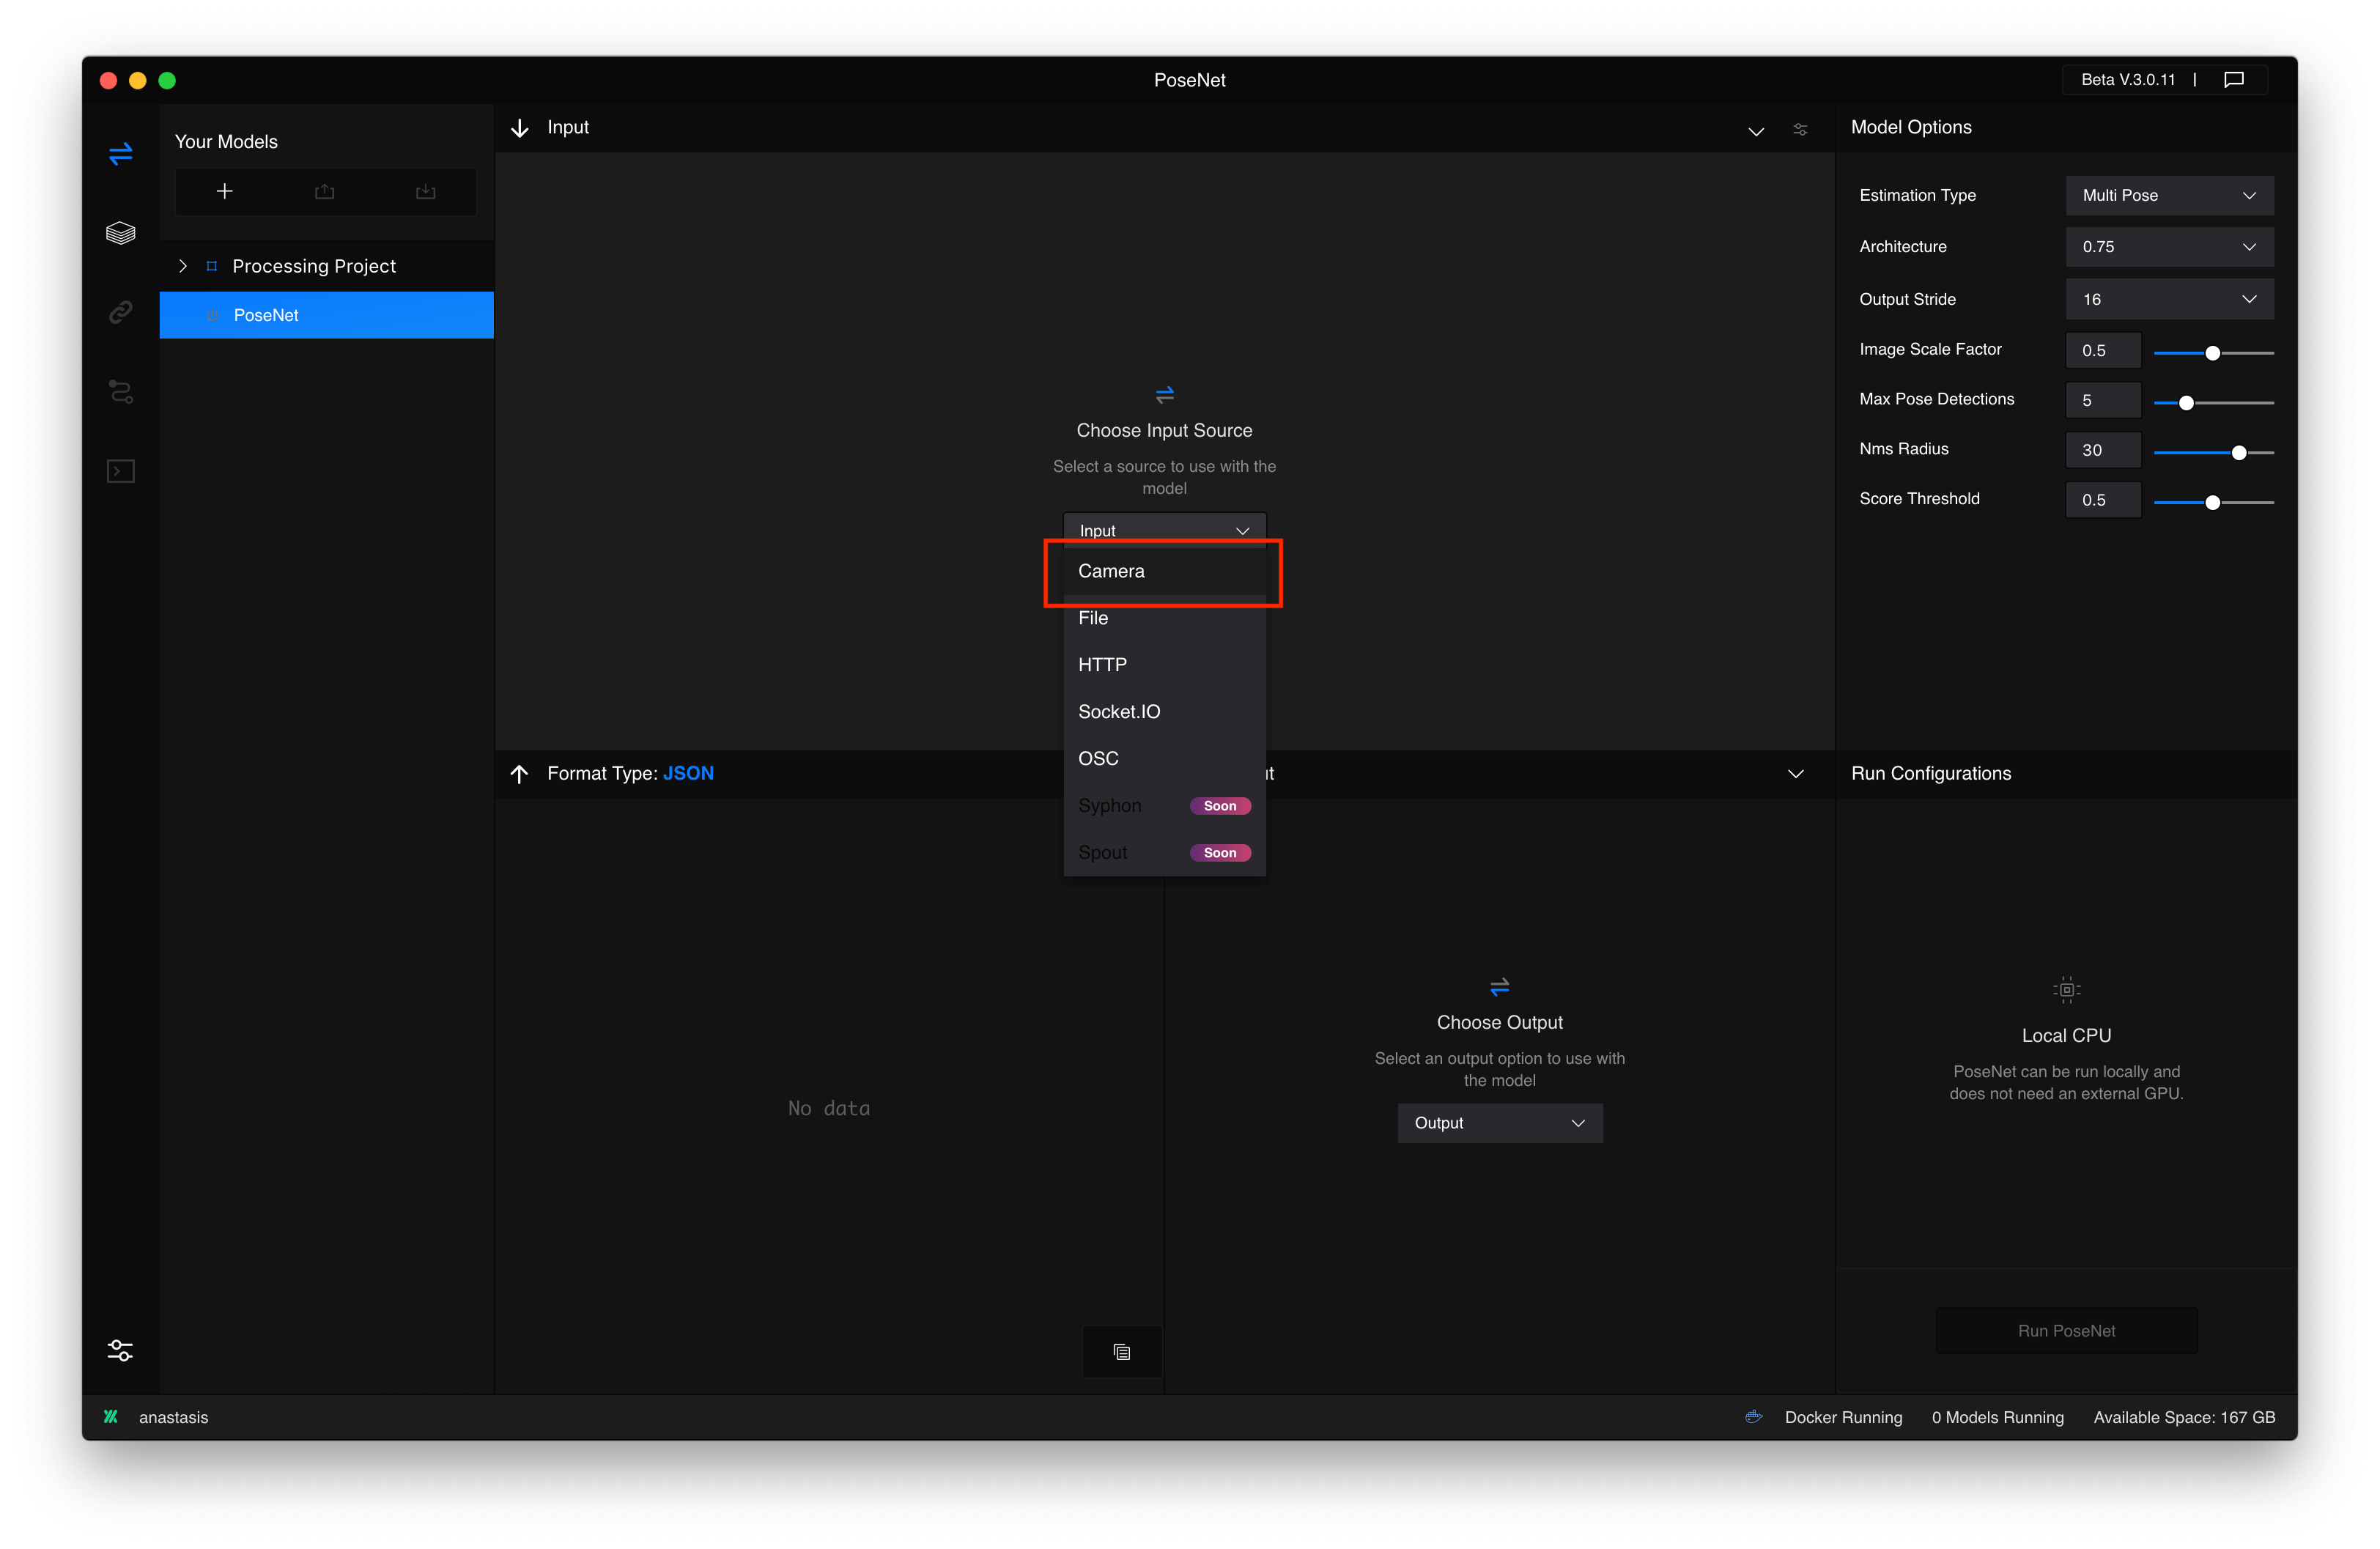 PoseNet
Beta V.3.0.11 |
Your Models
Processing Project
PoseNet
Input
Choose Input Source
Select a source to use with the
model
Input
Camera
File
HTTP
Socket.IO
OSC
Syphon Soon
Spout Soon
Model Options
Estimation Type Multi Pose
Architecture 0.75
Output Stride 16
Image Scale Factor 0.5
Max Pose Detections 5
Nms Radius 30
Score Threshold 0.5
Format Type: JSON
No data
Choose Output
Select an output option to use with
the model
Output
Run Configurations
Local CPU
PoseNet can be run locally and
does not need an external GPU.
Run PoseNet
anastasis
Docker Running 0 Models Running Available Space: 167 GB